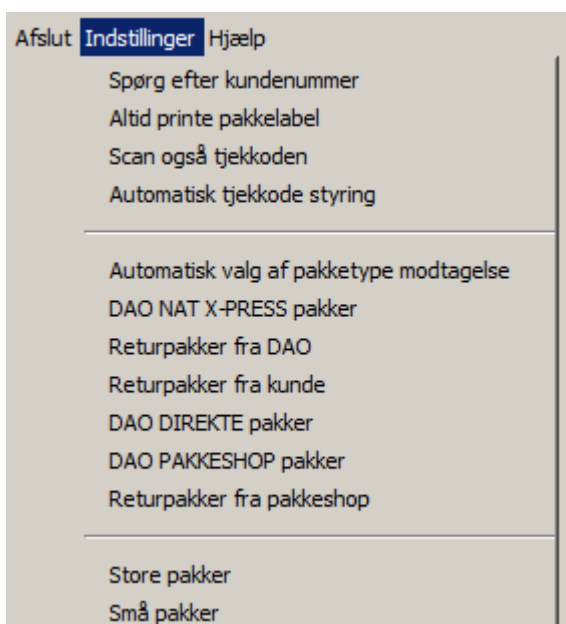 Afslut Indstillinger Hjælp
Spørg efter kundenummer
Altid printe pakkelabel
Scan også tjekkoden
Automatisk tjekkode styring
Automatisk valg af pakketype modtagelse
DAO NAT X-PRESS pakker
Returpakker fra DAO
Returpakker fra kunde
DAO DIREKTE pakker
DAO PAKKESHOP pakker
Returpakker fra pakkeshop
Store pakker
Små pakker